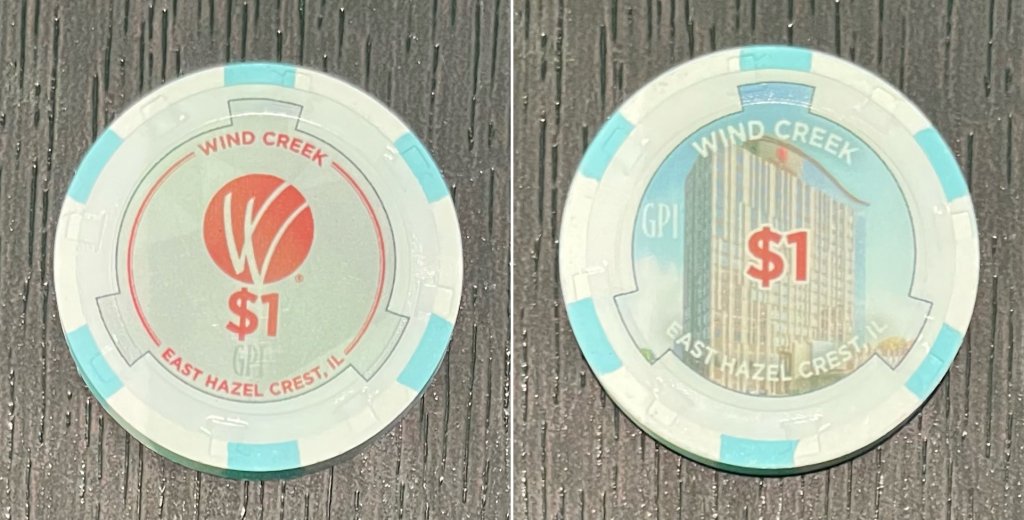 WIND CREEK
W
®
$1
GPI
EAST HAZEL CREST, IL
WIND CREEK
GPI
$1
EAST HAZEL CREST, IL